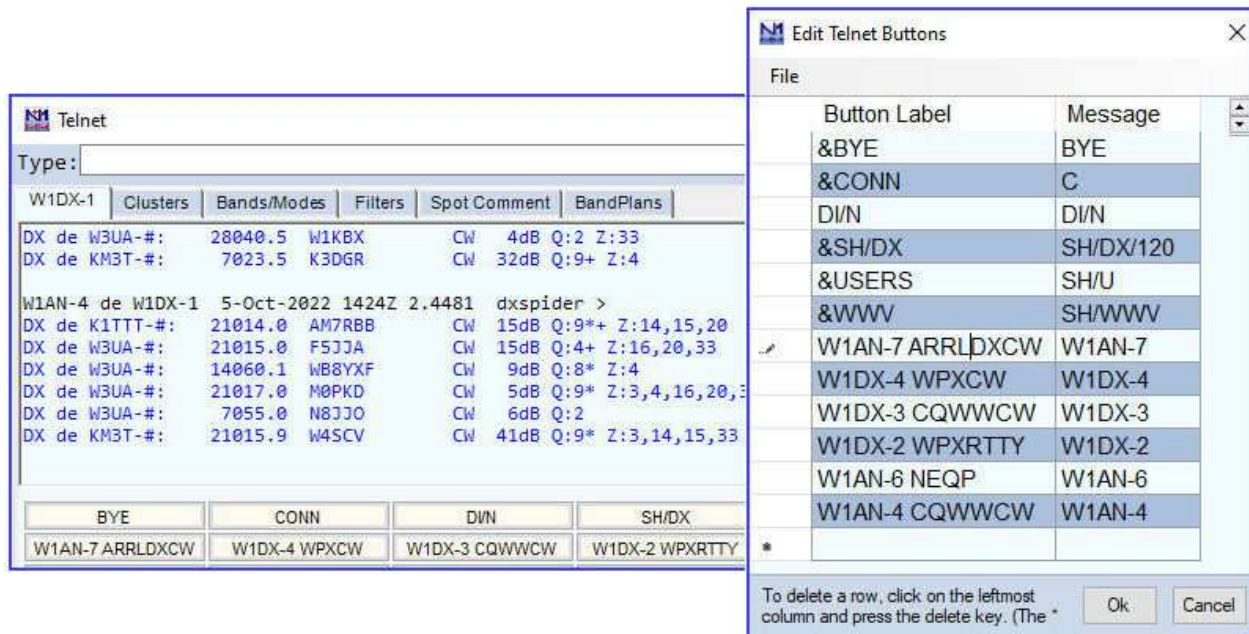 Telnet
Type:
W1DX-1 Clusters Bands/Modes Filters Spot Comment BandPlans
DX de W3UA-#: 28040.5 W1KBX CW 4dB Q:2 Z:33
DX de KM3T-#: 7023.5 K3DGR CW 32dB Q:9+ Z:4
W1AN-4 de W1DX-1 5-Oct-2022 1424Z 2.4481 dxspider >
DX de K1TTT-#: 21014.0 AM7RBB CW 15dB Q:9*+ Z:14,15,20
DX de W3UA-#: 21015.0 F5JJA CW 15dB Q:4+ Z:16,20,33
DX de W3UA-#: 14060.1 WB8YXF CW 9dB Q:8* Z:4
DX de W3UA-#: 21017.0 M0PKD CW 5dB Q:9* Z:3,4,16,20,
DX de W3UA-#: 7055.0 N8JJO CW 6dB Q:2
DX de KM3T-#: 21015.9 W4SCV CW 41dB Q:9* Z:3,14,15,33
BYE CONN DI/N SH/DX
W1AN-7 ARRLDXCW W1DX-4 WPXCW W1DX-3 CQWWCW W1DX-2 WPXRTTY
Edit Telnet Buttons
File
Button Label Message
&BYE BYE
&CONN C
DI/N DI/N
&SH/DX SH/DX/120
&USERS SH/U
&WWV SH/WWV
W1AN-7 ARRLDXCW W1AN-7
W1DX-4 WPXCW W1DX-4
W1DX-3 CQWWCW W1DX-3
W1DX-2 WPXRTTY W1DX-2
W1AN-6 NEQP W1AN-6
W1AN-4 CQWWCW W1AN-4
*
To delete a row, click on the leftmost
column and press the delete key. (The *
Ok Cancel